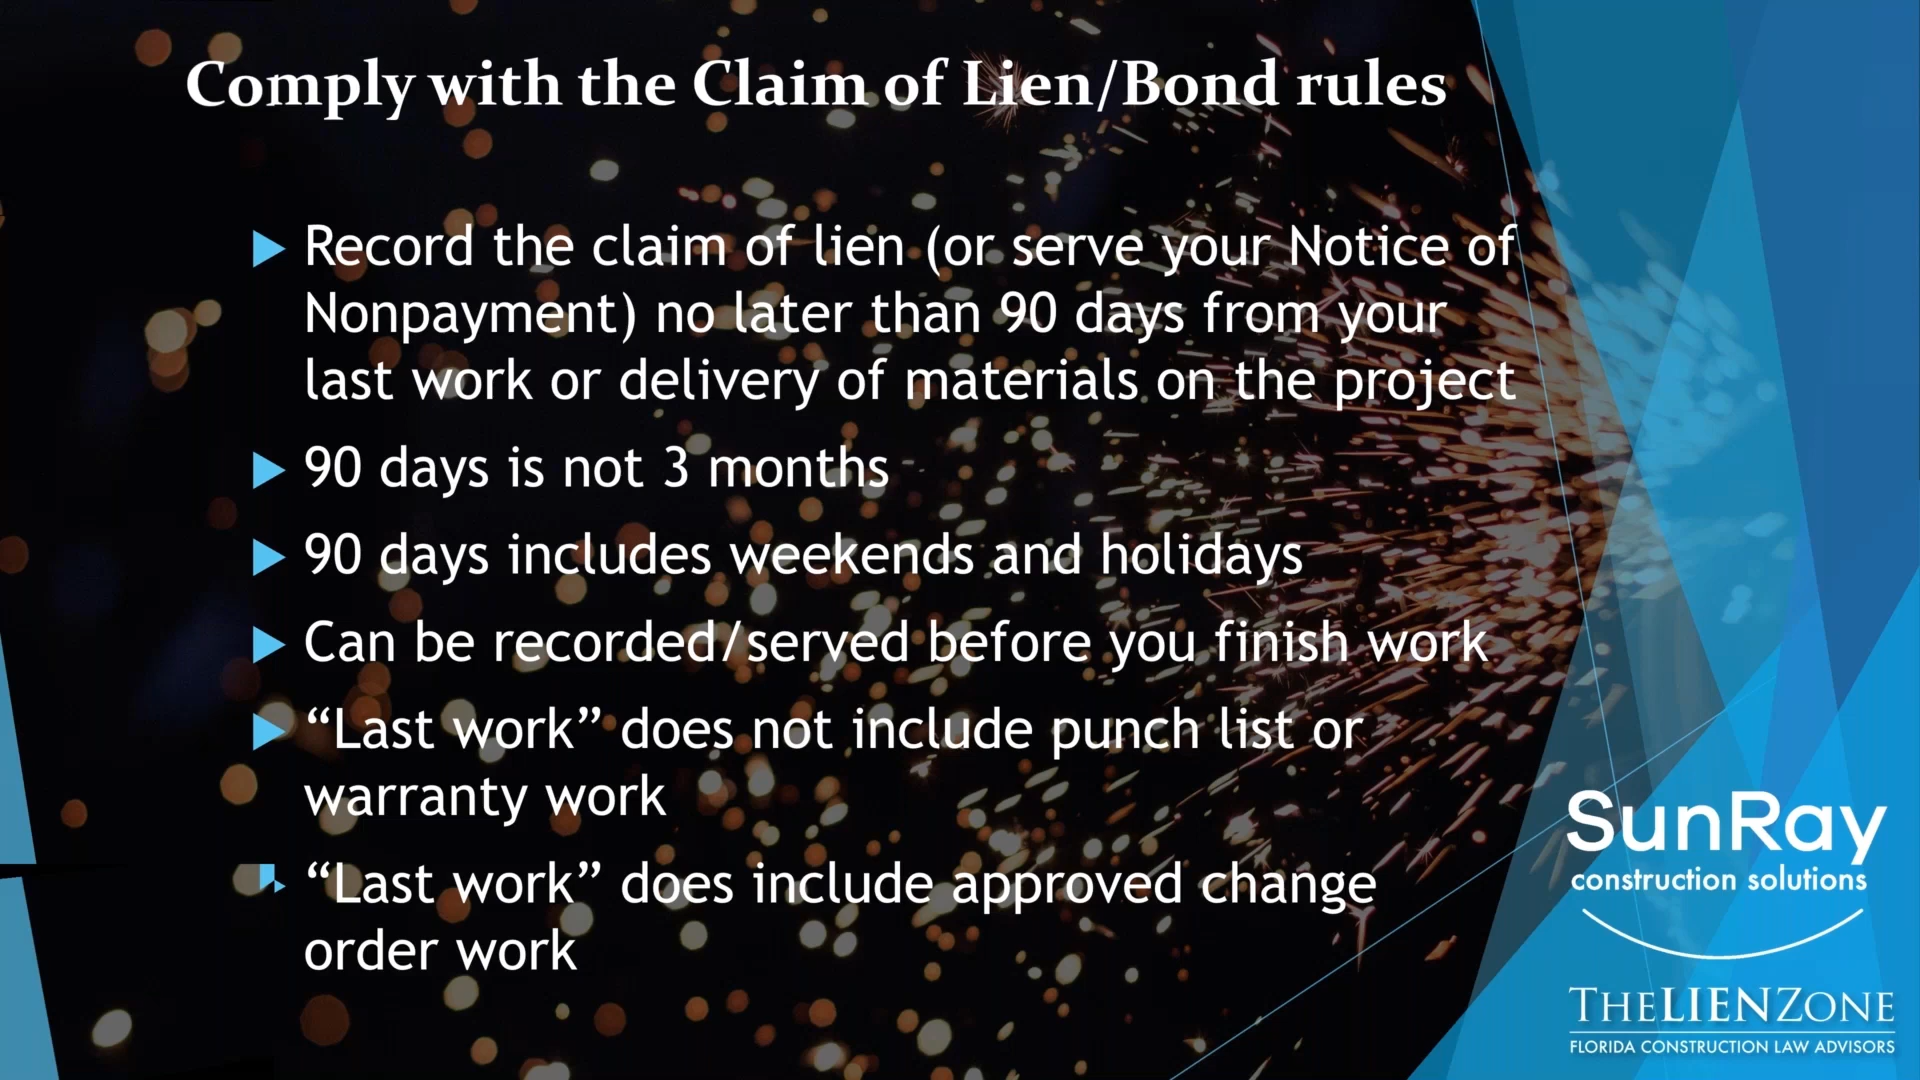 Comply with the Claim of Lien/Bond rules
Record the claim of lien (or serve your Notice of
Nonpayment) no later than 90 days from your
last work or delivery of materials on the project
90 days is not 3 months
90 days includes weekends and holidays
Can be recorded/served before you finish work
“Last work” does not include punch list or
warranty work
“Last work” does include approved change
order work
SunRay
construction solutions
THELIENZONE
FLORIDA CONSTRUCTION LAW ADVISORS